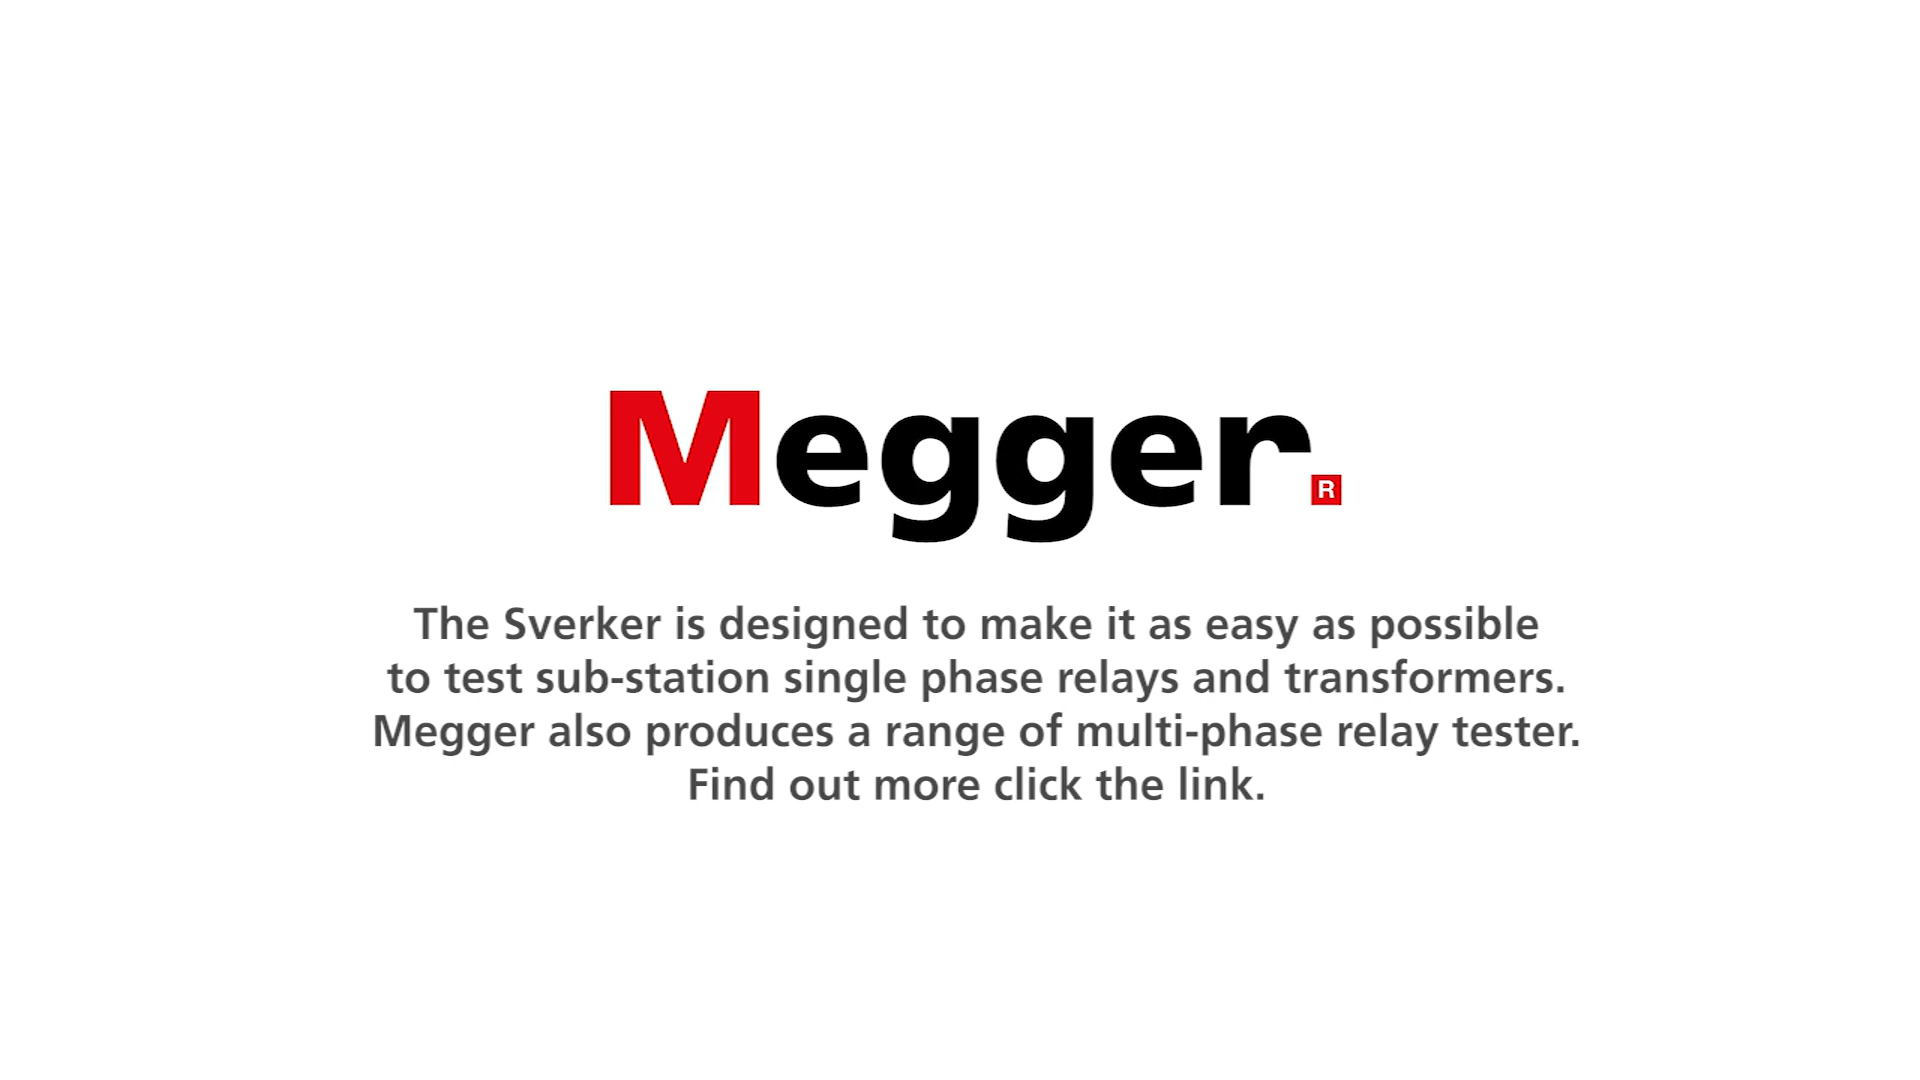 Megger R
The Sverker is designed to make it as easy as possible
to test sub-station single phase relays and transformers.
Megger also produces a range of multi-phase relay tester.
Find out more click the link.